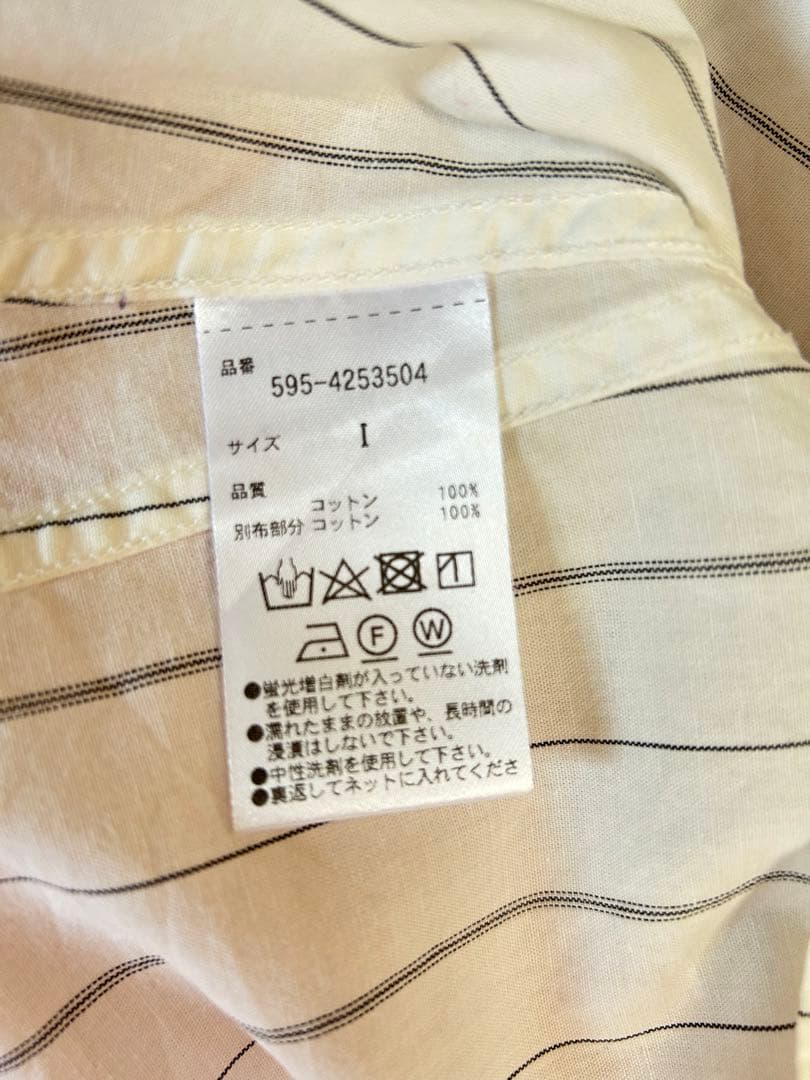 品番 595-4253504
サイズ I
品質
コットン 100%
別布部分 コットン 100%
F W
●蛍光増白剤が入っていない洗剤
を使用して下さい。
●濡れたままの放置や、長時間の
浸漬はしないで下さい。
●中性洗剤を使用して下さい。
●裏返してネットに入れてくださ